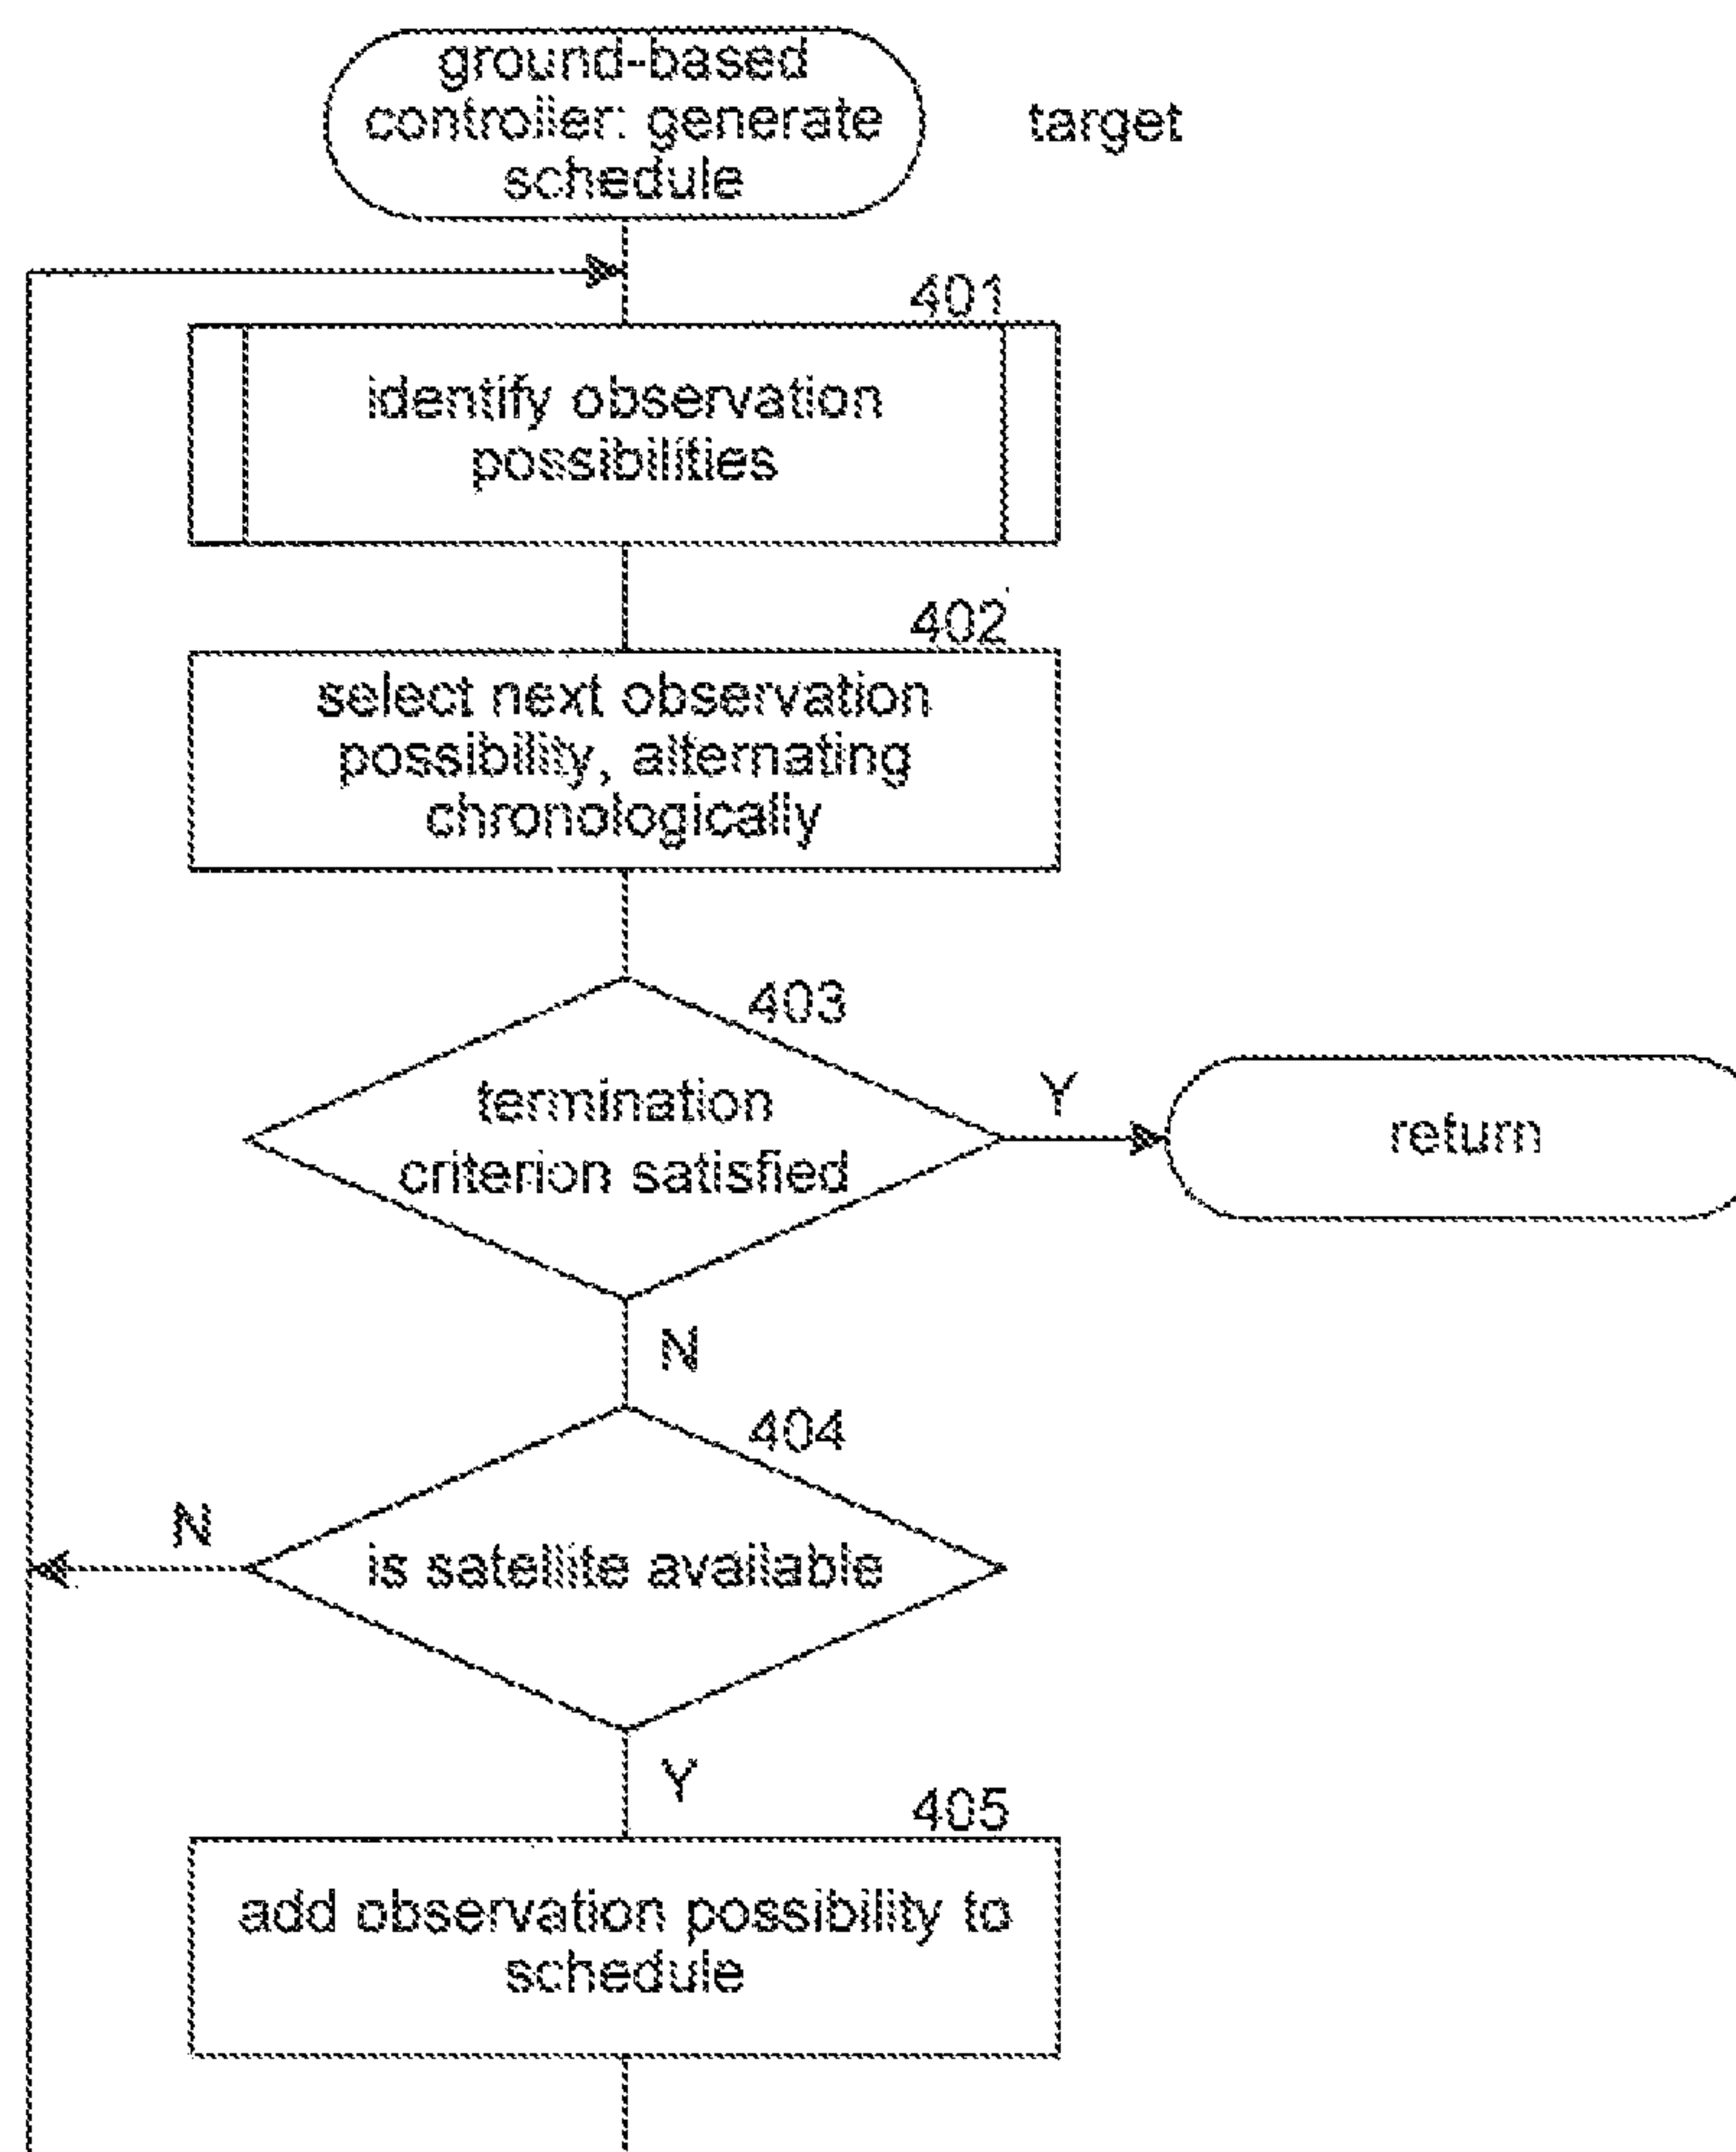 ground-based
controller: generate
schedule
target
401
identify observation
possibilities
402
select next observation
possibility, alternating
chronologically
403
termination
criterion satisfied
Y
return
N
404
is satellite available
N
Y
405
add observation possibility to
schedule